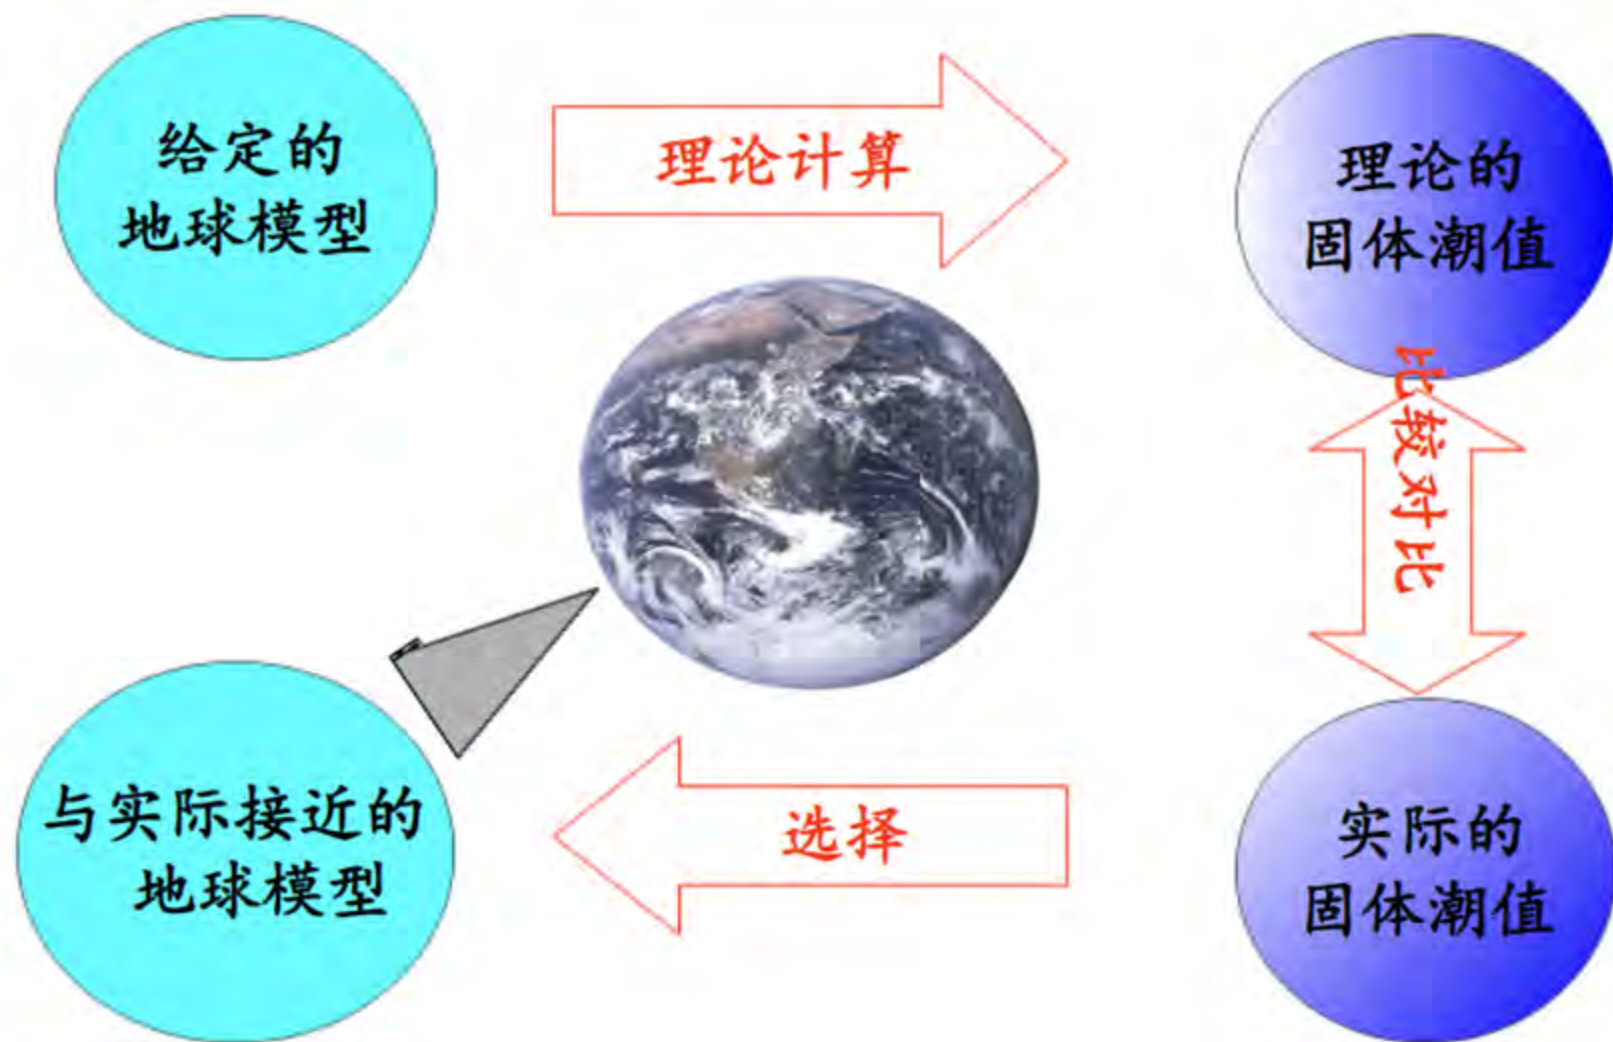 给定的
地球模型
理论计算
理论的
固体潮值
比较对比
与实际接近的
地球模型
选择
实际的
固体潮值